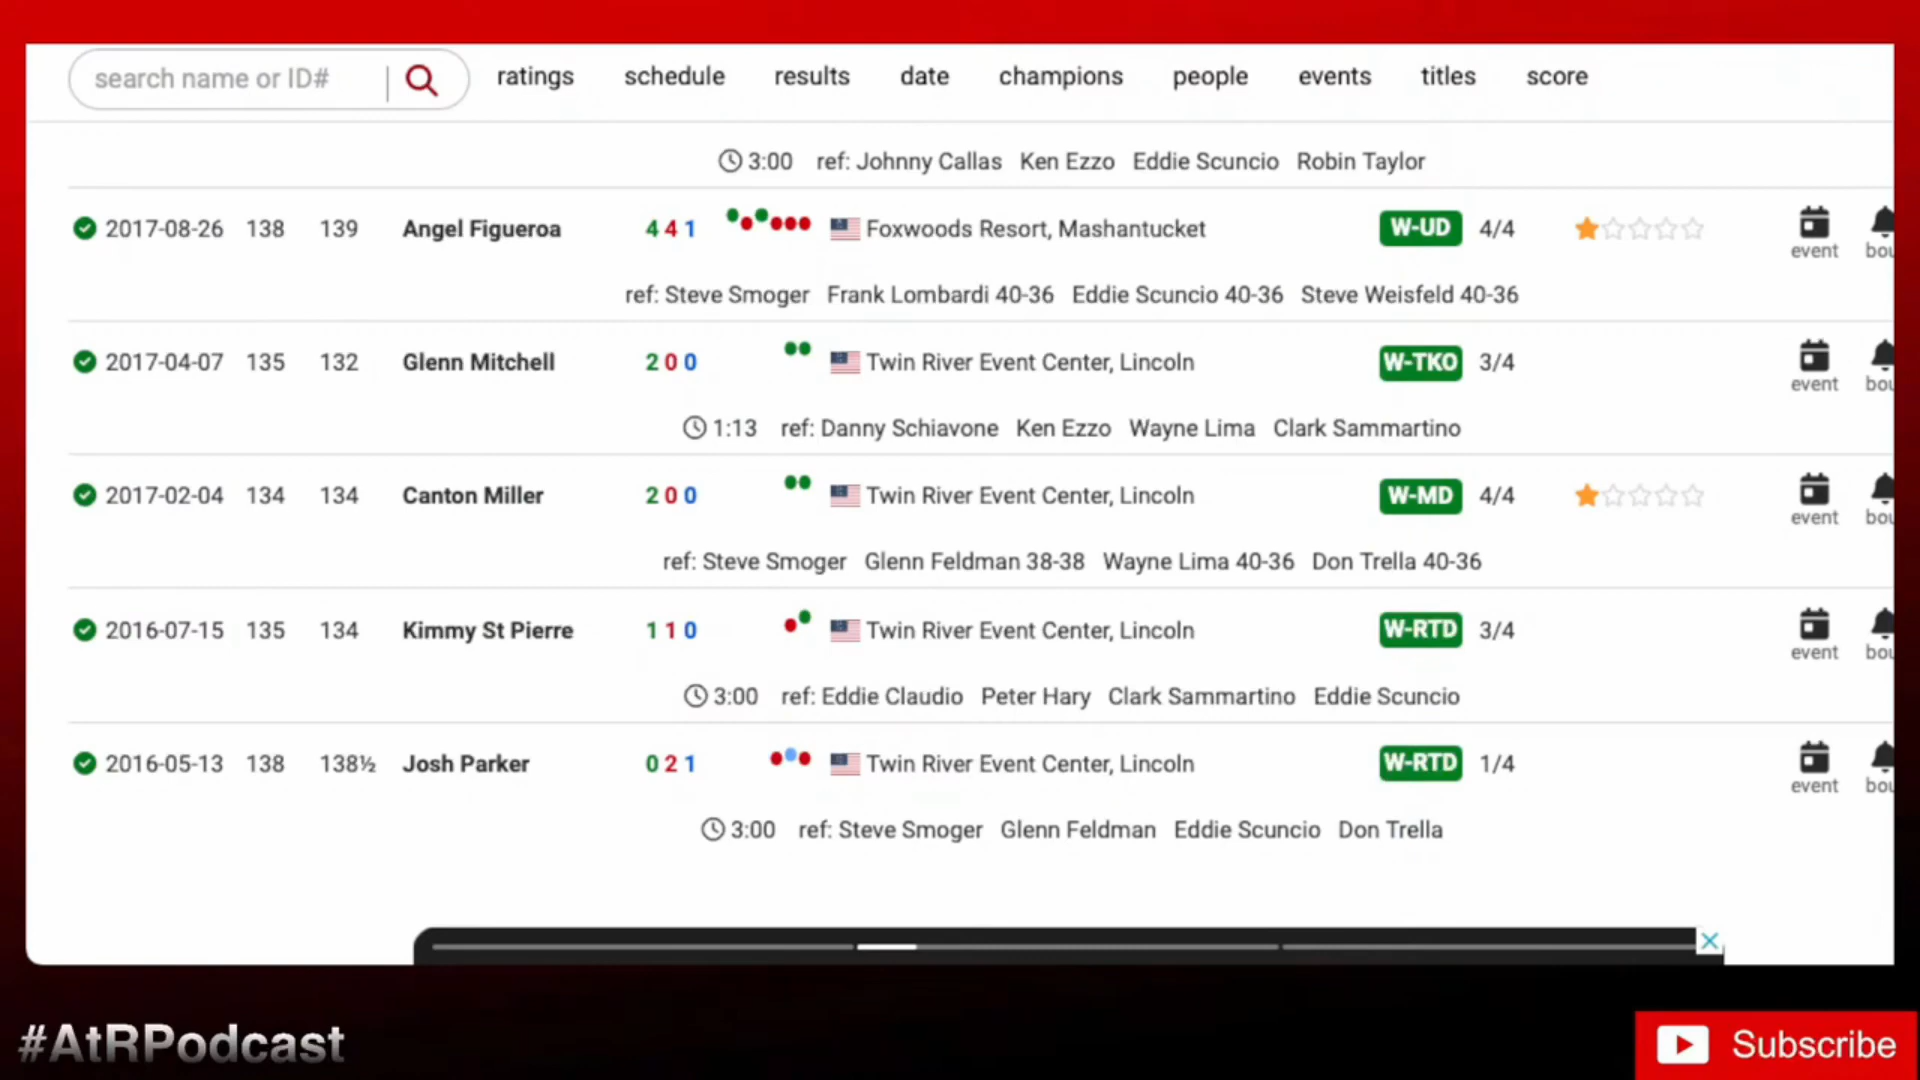 search name or ID# ratings schedule results date champions people events titles score
3:00 ref: Johnny Callas Ken Ezzo Eddie Scuncio Robin Taylor
2017-08-26 138 139 Angel Figueroa 4 4 1 Foxwoods Resort, Mashantucket W-UD 4/4
event bou
ref: Steve Smoger Frank Lombardi 40-36 Eddie Scuncio 40-36 Steve Weisfeld 40-36
2017-04-07 135 132 Glenn Mitchell 2 0 0 Twin River Event Center, Lincoln W-TKO 3/4
event bou
1:13 ref: Danny Schiavone Ken Ezzo Wayne Lima Clark Sammartino
2017-02-04 134 134 Canton Miller 2 0 0 Twin River Event Center, Lincoln W-MD 4/4
event bou
ref: Steve Smoger Glenn Feldman 38-38 Wayne Lima 40-36 Don Trella 40-36
2016-07-15 135 134 Kimmy St Pierre 1 1 0 Twin River Event Center, Lincoln W-RTD 3/4
event bou
3:00 ref: Eddie Claudio Peter Hary Clark Sammartino Eddie Scuncio
2016-05-13 138 138½ Josh Parker 0 2 1 Twin River Event Center, Lincoln W-RTD 1/4
event bou
3:00 ref: Steve Smoger Glenn Feldman Eddie Scuncio Don Trella
#AtRPodcast Subscribe